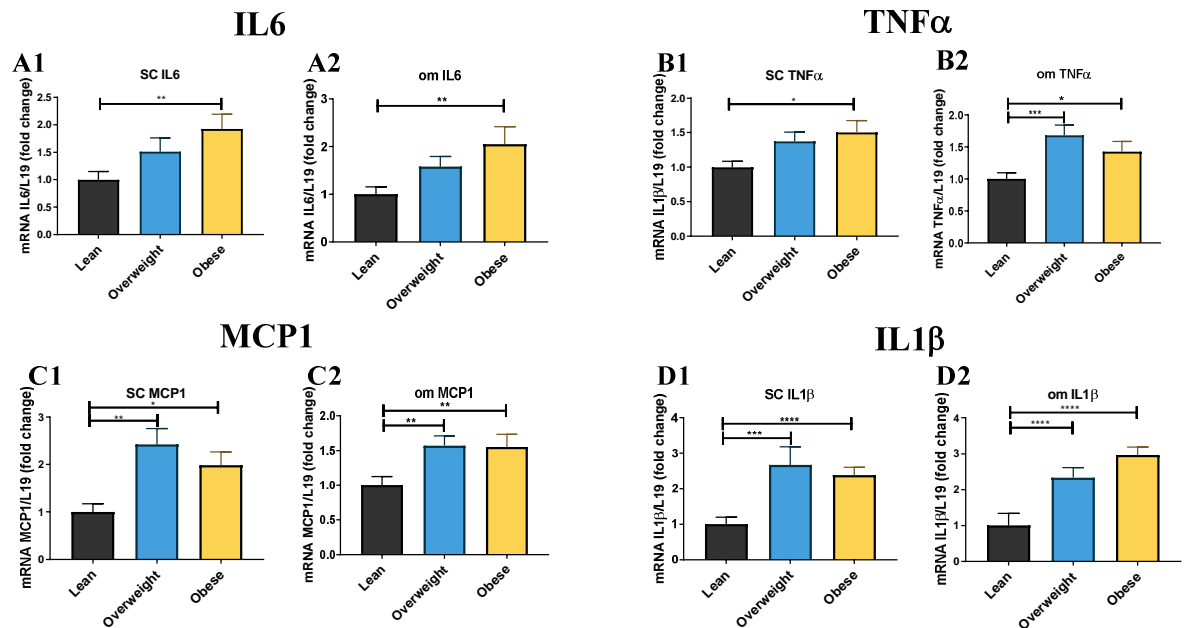 IL6
A1
SC IL6
**
mRNA IL6/L19 (fold change)
2.5
2.0
1.5
1.0
0.5
0.0
Lean
Overweight
Obese
A2
om IL6
**
mRNA IL6/L19 (fold change)
3
2
1
0
Lean
Overweight
Obese
TNFα
B1
SC TNFα
*
mRNA IL1β/L19 (fold change)
2.0
1.5
1.0
0.5
0.0
Lean
Overweight
Obese
B2
om TNFα
*
***
mRNA TNFα/L19 (fold change)
2.0
1.5
1.0
0.5
0.0
Lean
Overweight
Obese
MCP1
C1
SC MCP1
*
**
mRNA MCP1/L19 (fold change)
3
2
1
0
Lean
Overweight
Obese
C2
om MCP1
**
**
mRNA MCP1/L19 (fold change)
2.0
1.5
1.0
0.5
0.0
Lean
Overweight
Obese
IL1β
D1
SC IL1β
****
***
mRNA IL1β/L19 (fold change)
4
3
2
1
0
Lean
Overweight
Obese
D2
om IL1β
****
****
mRNA IL1β/L19 (fold change)
4
3
2
1
0
Lean
Overweight
Obese